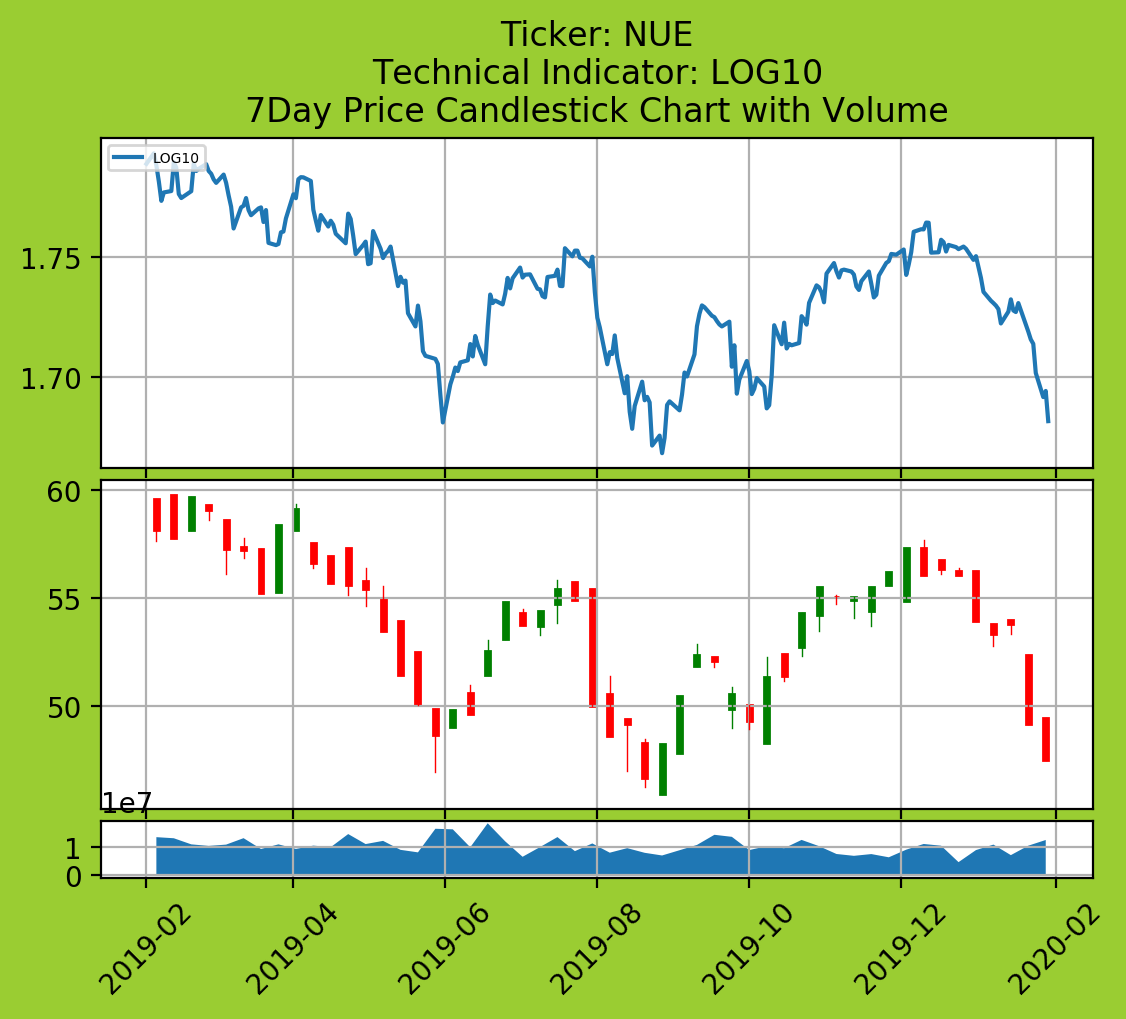 Ticker: NUE
Technical Indicator: LOG10
7Day Price Candlestick Chart with Volume
LOG10
1.75
1.70
60
55
50
1e7
1
0
2019-02
2019-04
2019-06
2019-08
2019-10
2019-12
2020-02